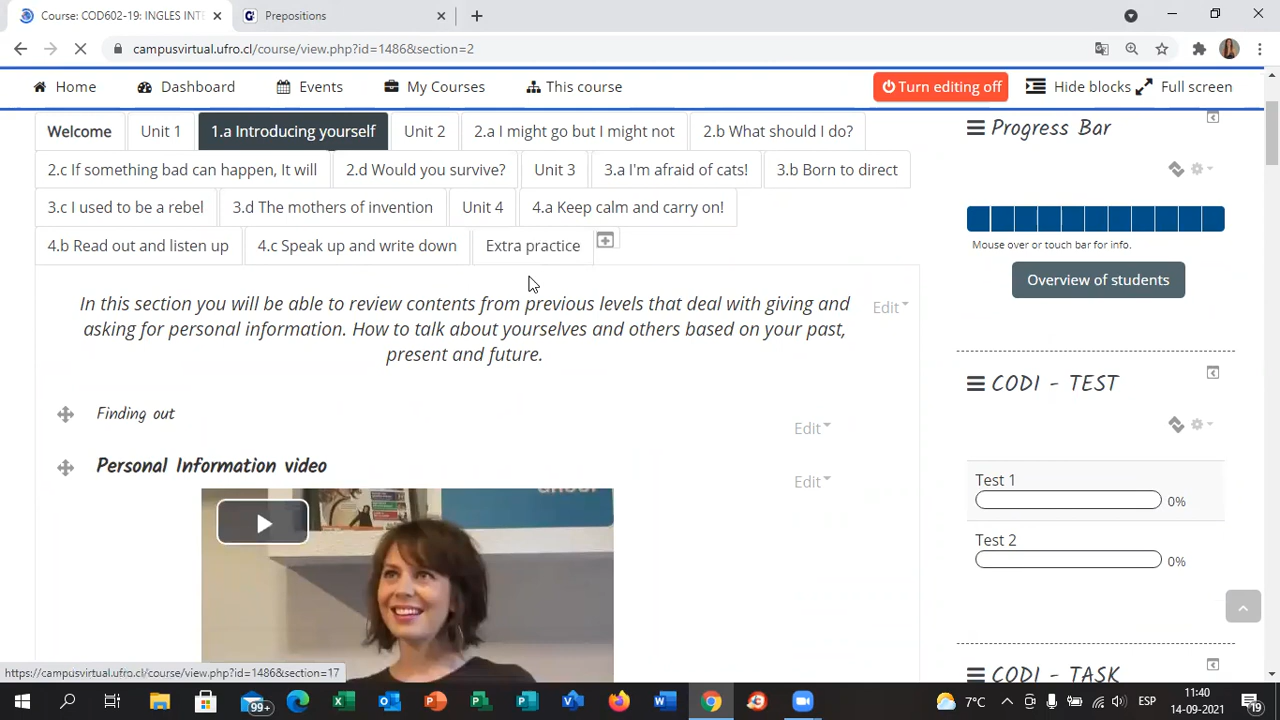 Course: COD602-19: INGLES INT
Prepositions
campusvirtual.ufro.cl/course/view.php?id=1486&section=2
Home Dashboard Events My Courses This course Turn editing off Hide blocks Full screen
Welcome Unit 1 1.a Introducing yourself Unit 2 2.a I might go but I might not 2.b What should I do?
2.c If something bad can happen, It will 2.d Would you survive? Unit 3 3.a I'm afraid of cats! 3.b Born to direct
3.c I used to be a rebel 3.d The mothers of invention Unit 4 4.a Keep calm and carry on!
4.b Read out and listen up 4.c Speak up and write down Extra practice
In this section you will be able to review contents from previous levels that deal with giving and
asking for personal information. How to talk about yourselves and others based on your past,
present and future.
Edit
Finding out
Edit
Personal Information video
Edit
Progress Bar
Mouse over or touch bar for info.
Overview of students
CODI - TEST
Test 1
0%
Test 2
0%
CODI - TASK
https://campusvirtual.ufro.cl/course/view.php?id=1486&section=17
99+
7°C
ESP
11:40
14-09-2021
19